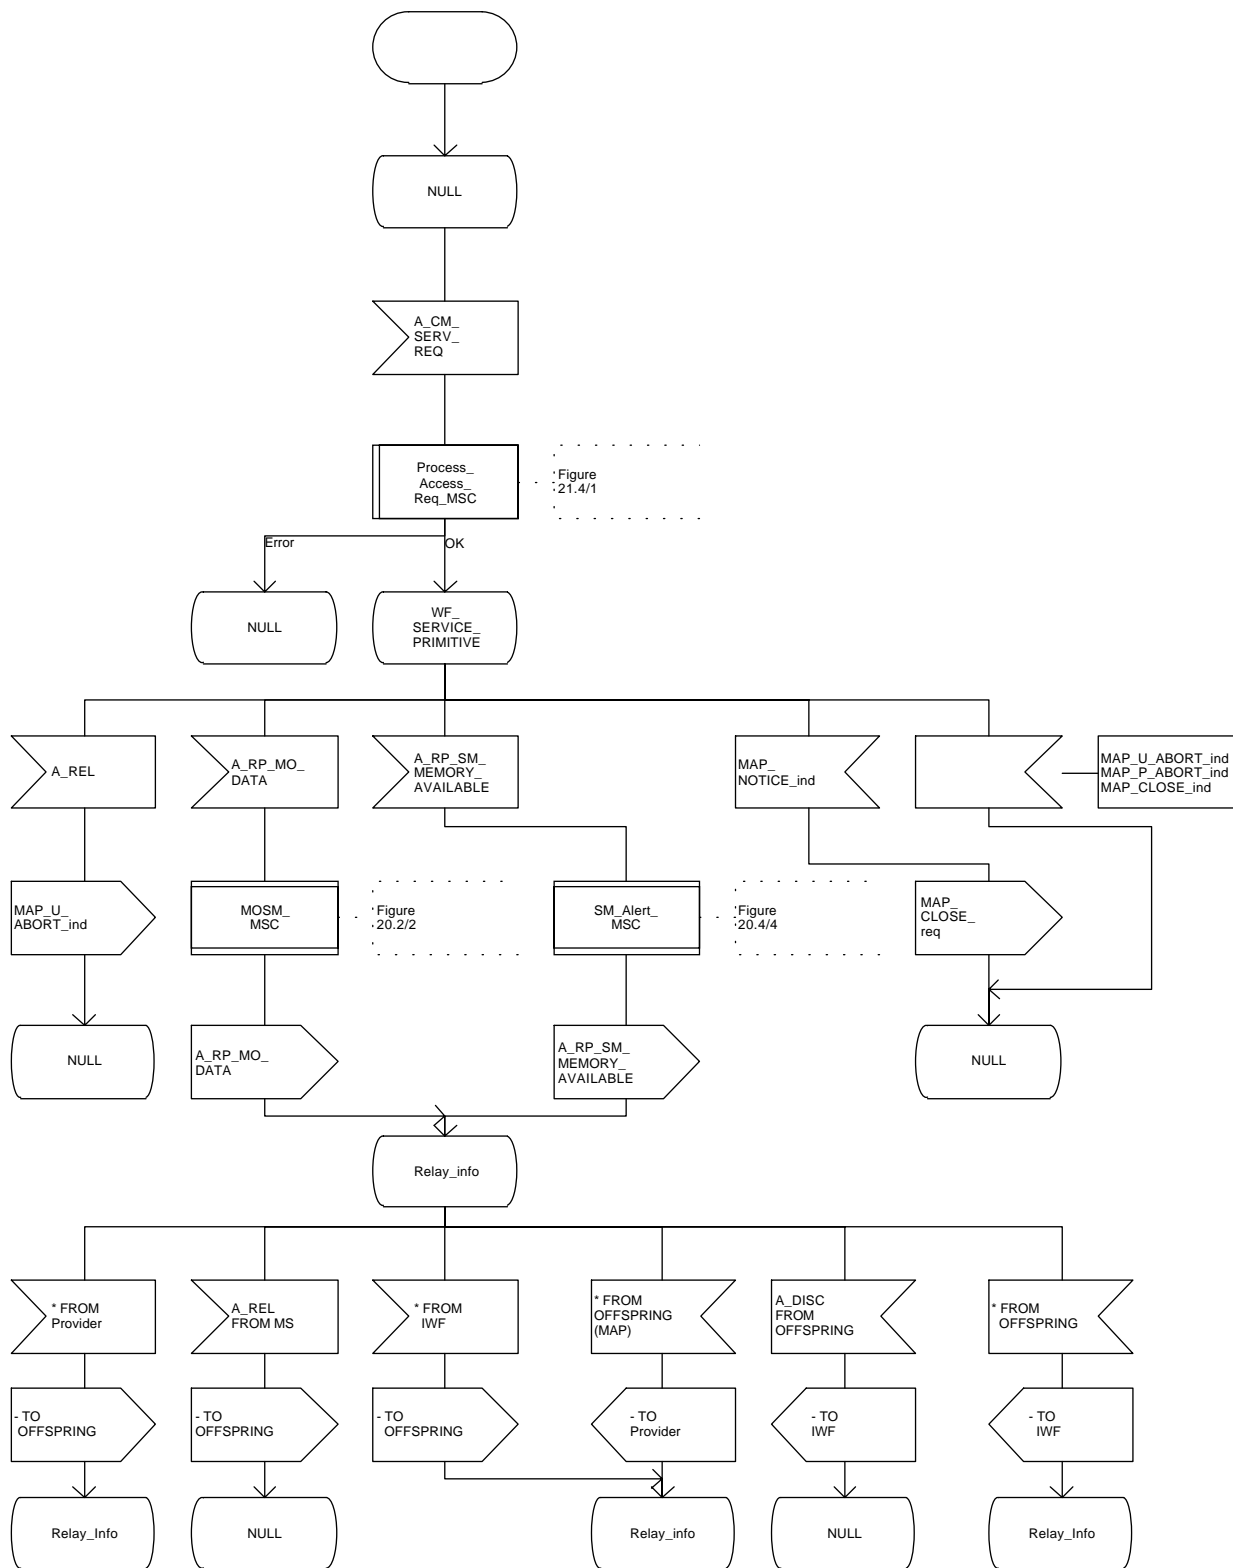 NULL
A_CM_
SERV_
REQ
Process_
Access_
Req_MSC
Figure
21.4/1
Error
OK
NULL
WF_
SERVICE_
PRIMITIVE
A_REL
A_RP_MO_
DATA
A_RP_SM_
MEMORY_
AVAILABLE
MAP_
NOTICE_ind
MAP_U_ABORT_ind
MAP_P_ABORT_ind
MAP_CLOSE_ind
MAP_U_
ABORT_ind
MOSM_
MSC
Figure
20.2/2
SM_Alert_
MSC
Figure
20.4/4
MAP_
CLOSE_
req
NULL
A_RP_MO_
DATA
A_RP_SM_
MEMORY_
AVAILABLE
NULL
Relay_info
* FROM
Provider
A_REL
FROM MS
* FROM
IWF
* FROM
OFFSPRING
(MAP)
A_DISC
FROM
OFFSPRING
* FROM
OFFSPRING
- TO
OFFSPRING
- TO
OFFSPRING
- TO
OFFSPRING
- TO
Provider
- TO
IWF
- TO
IWF
Relay_Info
NULL
Relay_info
NULL
Relay_Info